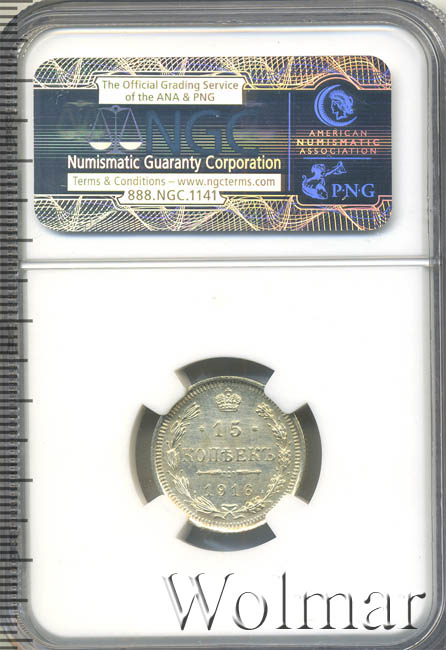 The Official Grading Service
of the ANA & PNG
NGC
Numismatic Guaranty Corporation
Terms & Conditions – www.ngcterms.com
888.NGC.1141
AMERICAN
NUMISMATIC
ASSOCIATION
P·N·G
· 15 ·
КОПѢЕКЪ
1916
Wolmar